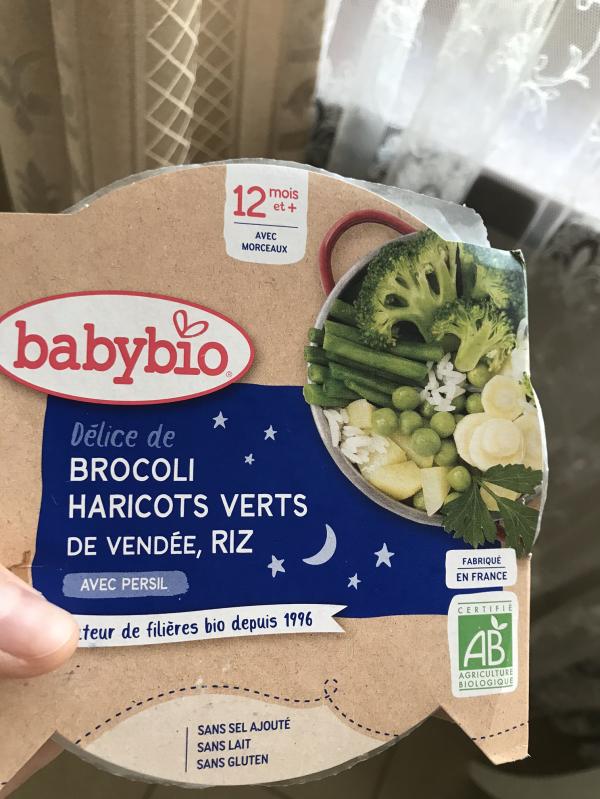 12 mois
et +
AVEC
MORCEAUX
babybio
Délice de
BROCOLI
HARICOTS VERTS
DE VENDÉE, RIZ
AVEC PERSIL
teur de filières bio depuis 1996
FABRIQUÉ
EN FRANCE
CERTIFIÉ
AB
AGRICULTURE
BIOLOGIQUE
SANS SEL AJOUTÉ
SANS LAIT
SANS GLUTEN